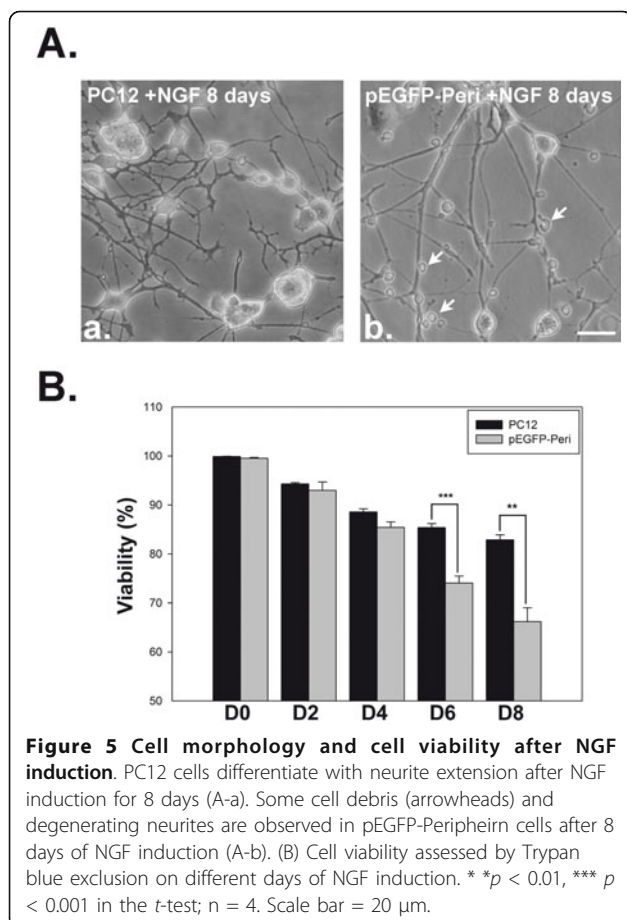 A.
PC12 +NGF 8 days
pEGFP-Peri +NGF 8 days
a.
b.
B.
110
100
90
80
70
60
50
Viability (%)
PC12
pEGFP-Peri
***
**
D0 D2 D4 D6 D8
Figure 5 Cell morphology and cell viability after NGF
induction. PC12 cells differentiate with neurite extension after NGF
induction for 8 days (A-a). Some cell debris (arrowheads) and
degenerating neurites are observed in pEGFP-Peripheirn cells after 8
days of NGF induction (A-b). (B) Cell viability assessed by Trypan
blue exclusion on different days of NGF induction. * *p < 0.01, *** p
< 0.001 in the t-test; n = 4. Scale bar = 20 μm.